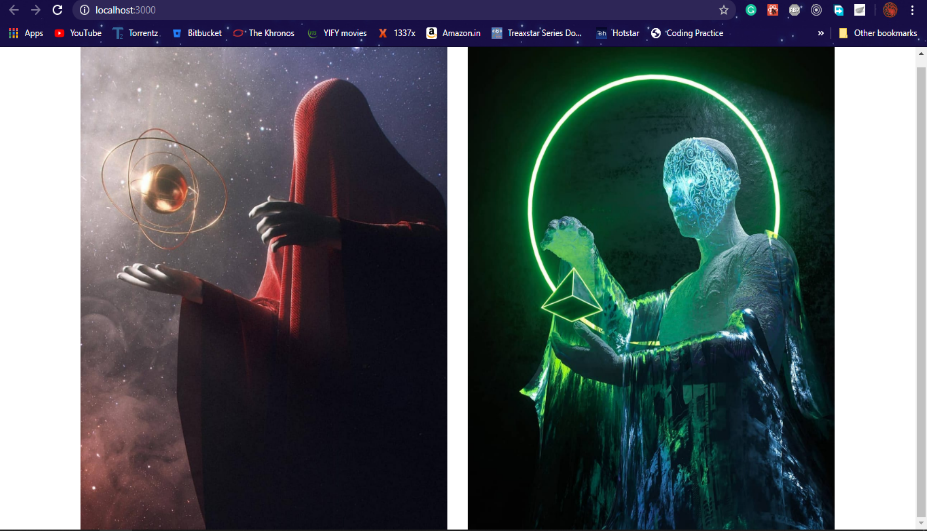 localhost:3000
Apps YouTube Torrentz Bitbucket The Khronos YIFY movies 1337x Amazon.in Treaxstar Series Do... Hotstar Coding Practice » Other bookmarks